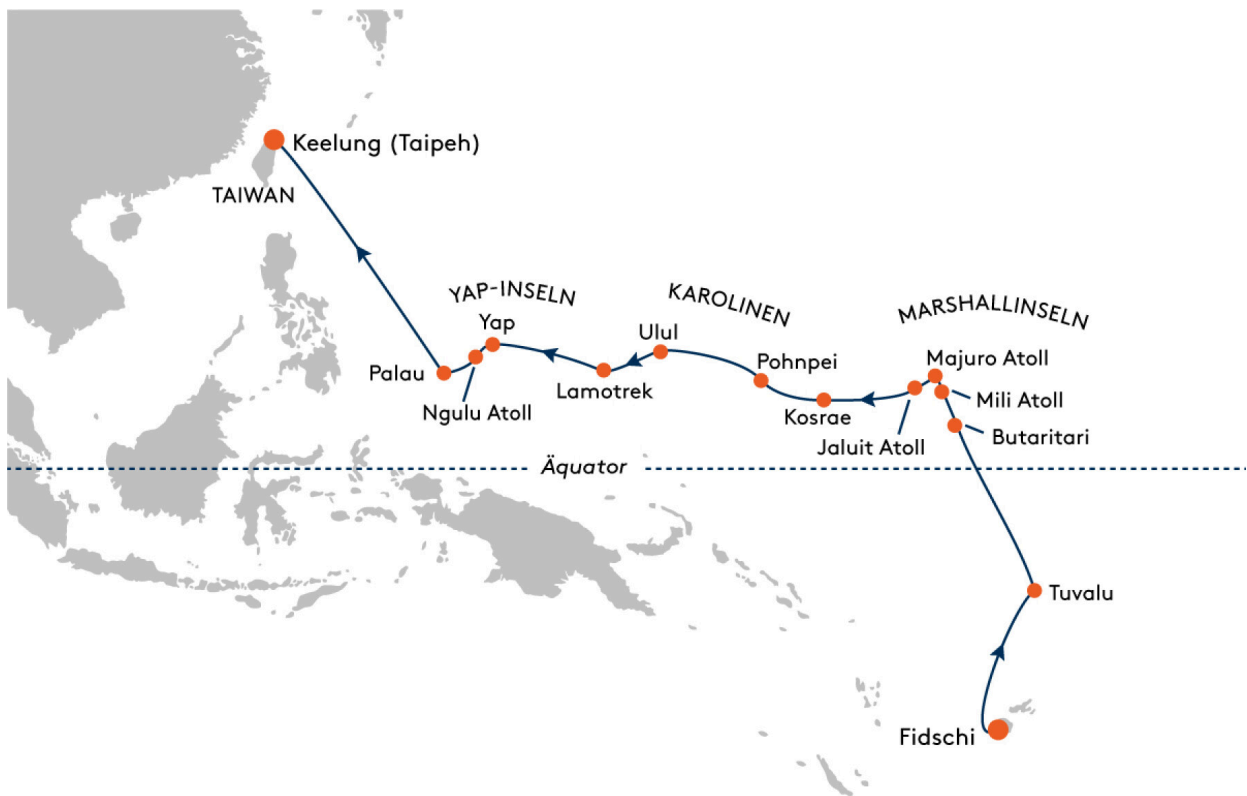 Keelung (Taipeh)
TAIWAN
YAP-INSELN
KAROLINEN
MARSHALLINSELN
Yap
Ulul
Palau
Ngulu Atoll
Lamotrek
Pohnpei
Kosrae
Majuro Atoll
Mili Atoll
Jaluit Atoll
Butaritari
Äquator
Tuvalu
Fidschi